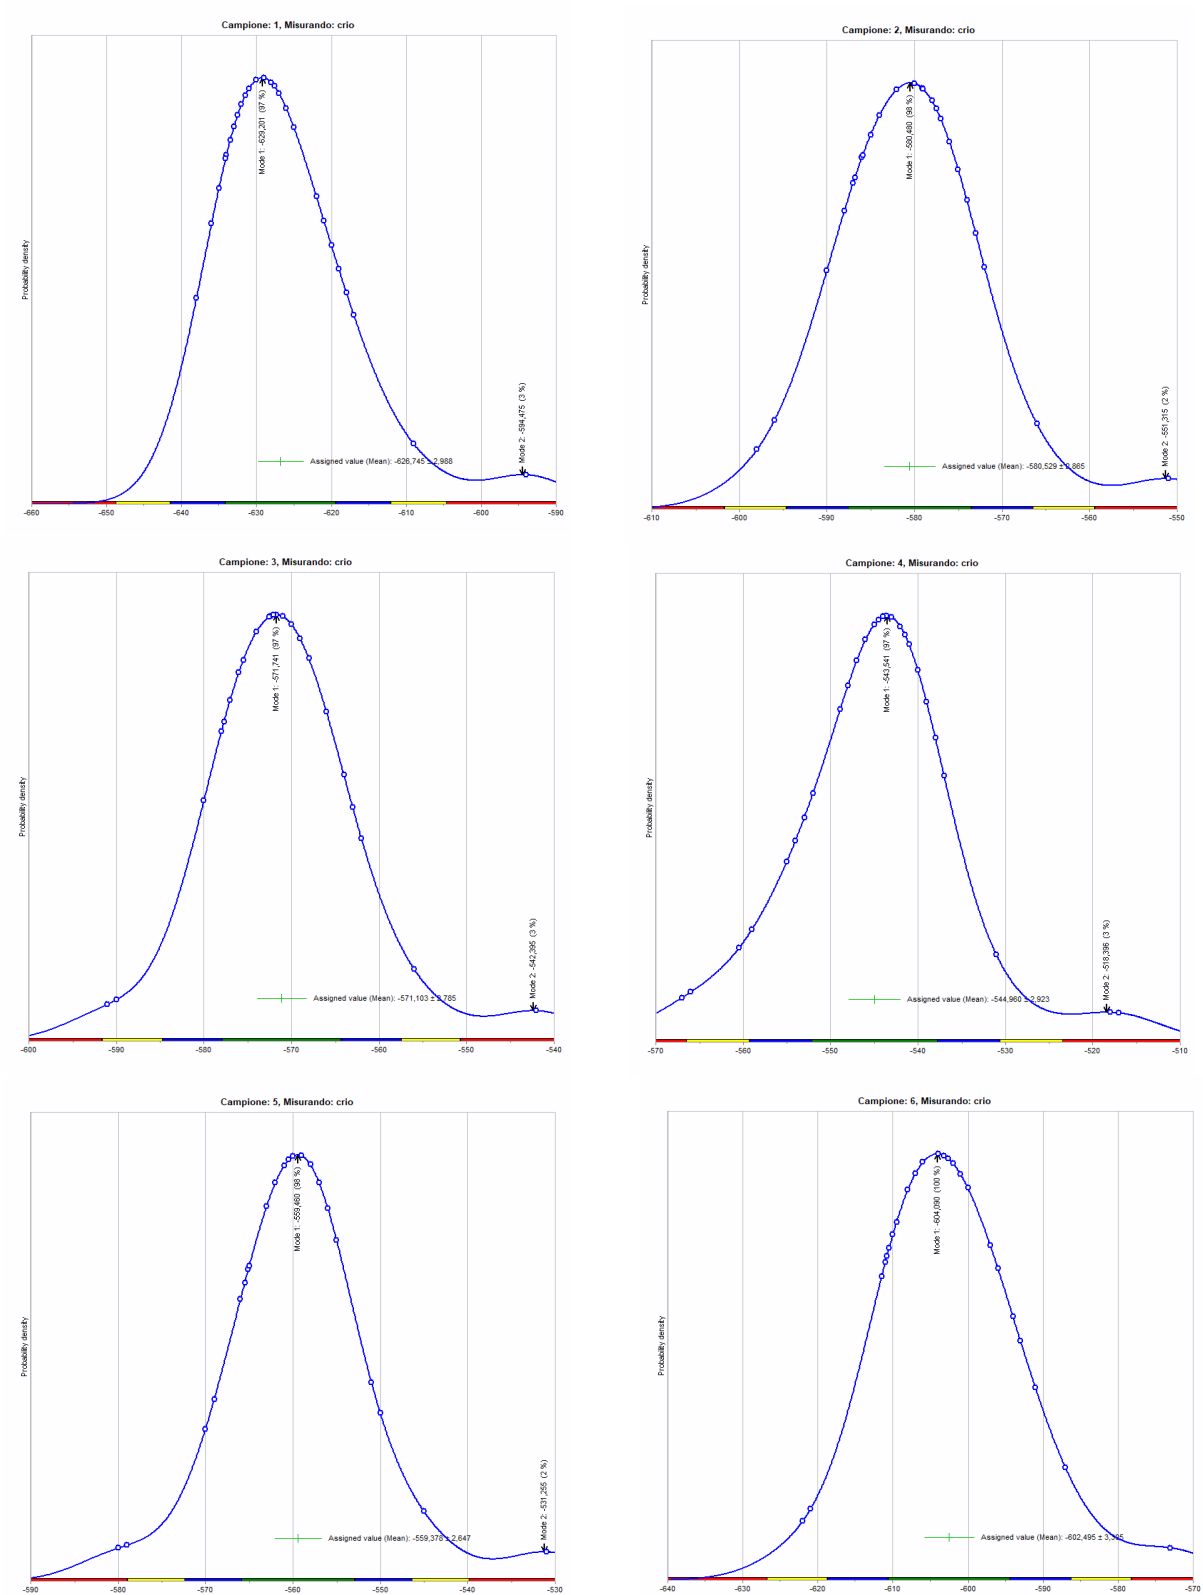 Campione: 1, Misurando: crio
Probability density
Mode 1: -629,201 (97 %)
Mode 2: -594,475 (3 %)
Assigned value (Mean): -626,745 ± 2,988
-660 -650 -640 -630 -620 -610 -600 -590
Campione: 2, Misurando: crio
Probability density
Mode 1: -580,480 (98 %)
Mode 2: -551,315 (2 %)
Assigned value (Mean): -580,529 ± 2,865
-610 -600 -590 -580 -570 -560 -550
Campione: 3, Misurando: crio
Probability density
Mode 1: -571,741 (97 %)
Mode 2: -542,395 (3 %)
Assigned value (Mean): -571,103 ± 2,785
-600 -590 -580 -570 -560 -550 -540
Campione: 4, Misurando: crio
Probability density
Mode 1: -543,541 (97 %)
Mode 2: -518,396 (3 %)
Assigned value (Mean): -544,960 ± 2,923
-570 -560 -550 -540 -530 -520 -510
Campione: 5, Misurando: crio
Probability density
Mode 1: -559,460 (98 %)
Mode 2: -531,255 (2 %)
Assigned value (Mean): -559,378 ± 2,647
-590 -580 -570 -560 -550 -540 -530
Campione: 6, Misurando: crio
Probability density
Mode 1: -604,090 (100 %)
Assigned value (Mean): -602,495 ±
-640 -630 -620 -610 -600 -590 -580 -570